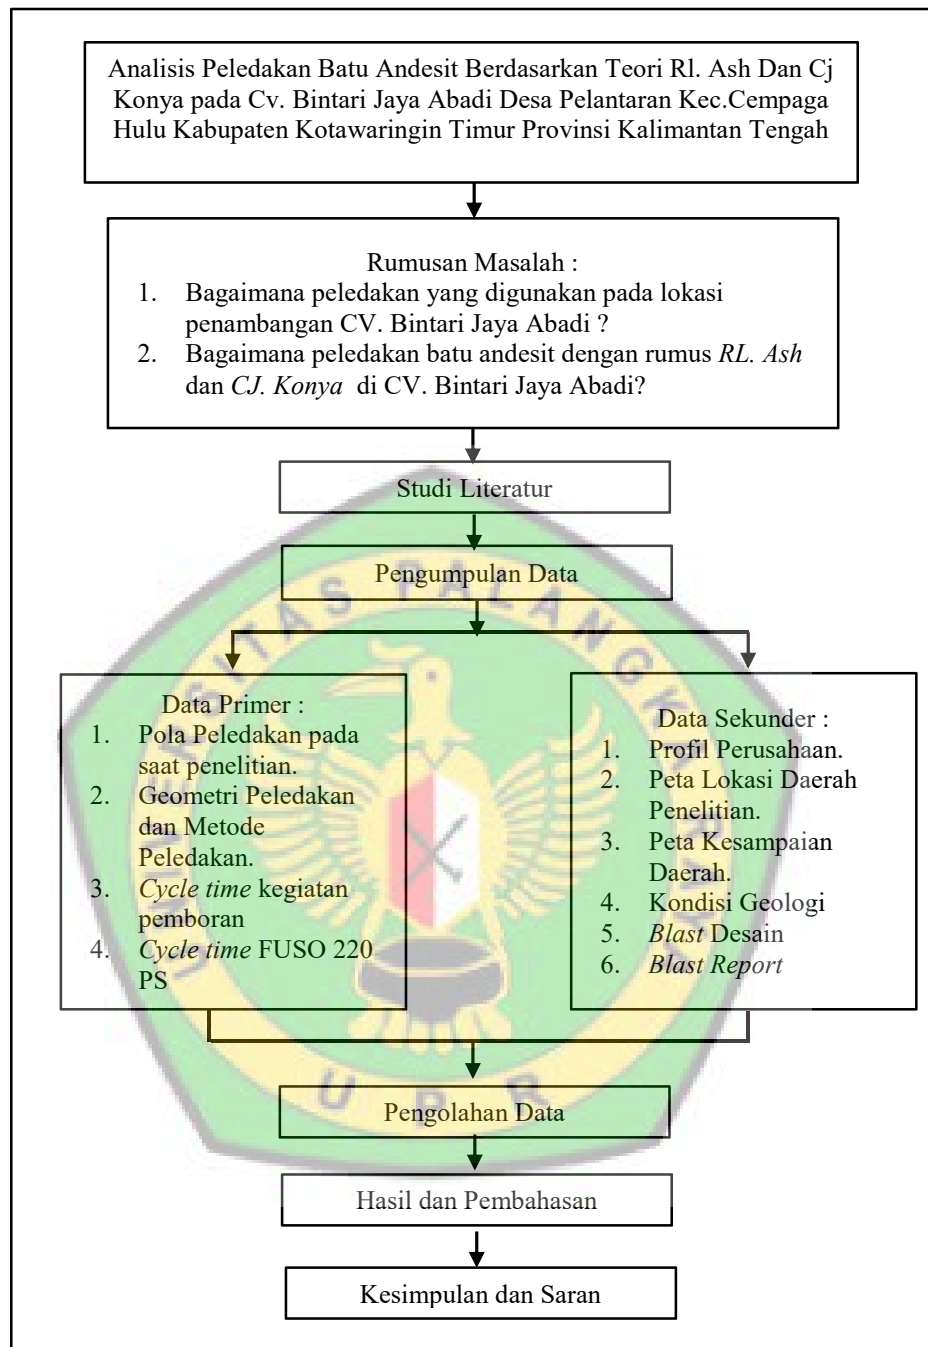 Analisis Peledakan Batu Andesit Berdasarkan Teori Rl. Ash Dan Cj
Konya pada Cv. Bintari Jaya Abadi Desa Pelantaran Kec.Cempaga
Hulu Kabupaten Kotawaringin Timur Provinsi Kalimantan Tengah
Rumusan Masalah :
1. Bagaimana peledakan yang digunakan pada lokasi
penambangan CV. Bintari Jaya Abadi ?
2. Bagaimana peledakan batu andesit dengan rumus RL. Ash
dan CJ. Konya di CV. Bintari Jaya Abadi?
Studi Literatur
Pengumpulan Data
Data Primer :
1. Pola Peledakan pada
saat penelitian.
2. Geometri Peledakan
dan Metode
Peledakan.
3. Cycle time kegiatan
pemboran
4. Cycle time FUSO 220
PS
Data Sekunder :
1. Profil Perusahaan.
2. Peta Lokasi Daerah
Penelitian.
3. Peta Kesampaian
Daerah.
4. Kondisi Geologi
5. Blast Desain
6. Blast Report
Pengolahan Data
Hasil dan Pembahasan
Kesimpulan dan Saran
UNIVERSITAS PALANGKA RAYA
UPR